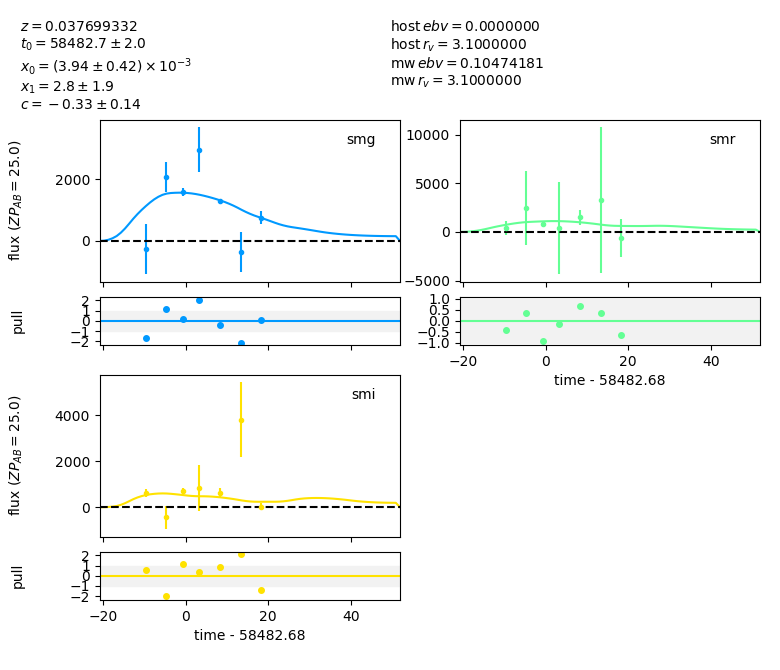 z = 0.037699332
t₀ = 58482.7 ± 2.0
x₀ = (3.94 ± 0.42) × 10⁻³
x₁ = 2.8 ± 1.9
c = −0.33 ± 0.14
host ebv = 0.0000000
host r_v = 3.1000000
mw ebv = 0.10474181
mw r_v = 3.1000000
smg
flux (ZP_AB = 25.0)
2000
0
pull
2
1
0
−1
−2
smr
10000
5000
0
−5000
1.0
0.5
0.0
−0.5
−1.0
−20 0 20 40
time - 58482.68
smi
flux (ZP_AB = 25.0)
4000
2000
0
pull
2
1
0
−1
−2
−20 0 20 40
time - 58482.68